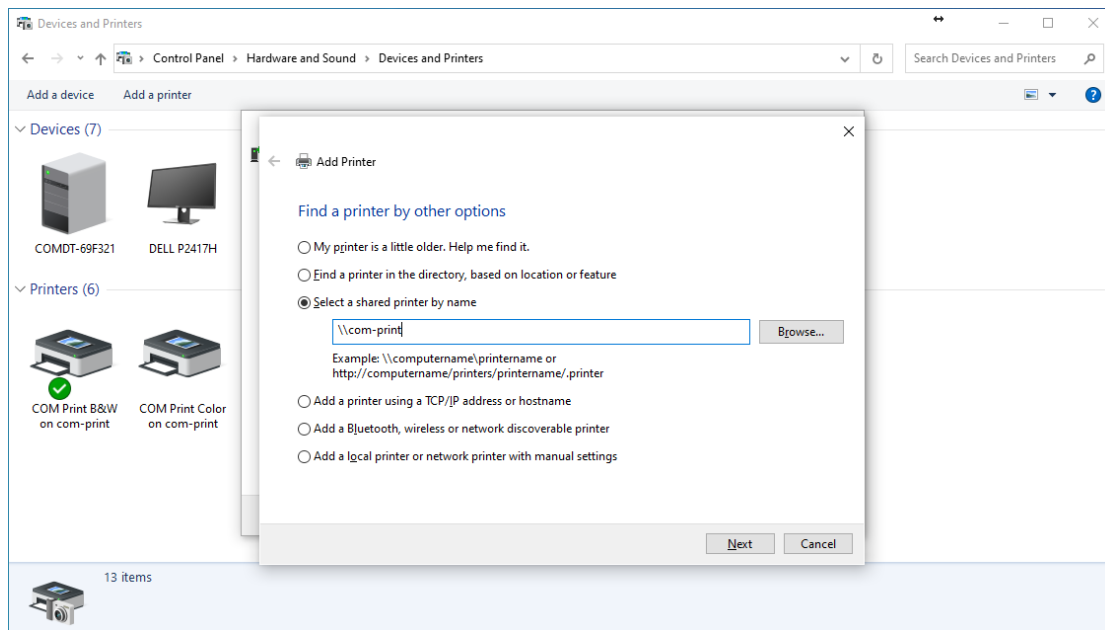 Devices and Printers
Control Panel > Hardware and Sound > Devices and Printers
Search Devices and Printers
Add a device Add a printer
Devices (7)
COMDT-69F321
DELL P2417H
Printers (6)
COM Print B&W
on com-print
COM Print Color
on com-print
Add Printer
Find a printer by other options
My printer is a little older. Help me find it.
Find a printer in the directory, based on location or feature
Select a shared printer by name
\\com-print
Browse...
Example: \\computername\printername or
http://computername/printers/printername/.printer
Add a printer using a TCP/IP address or hostname
Add a Bluetooth, wireless or network discoverable printer
Add a local printer or network printer with manual settings
Next Cancel
13 items